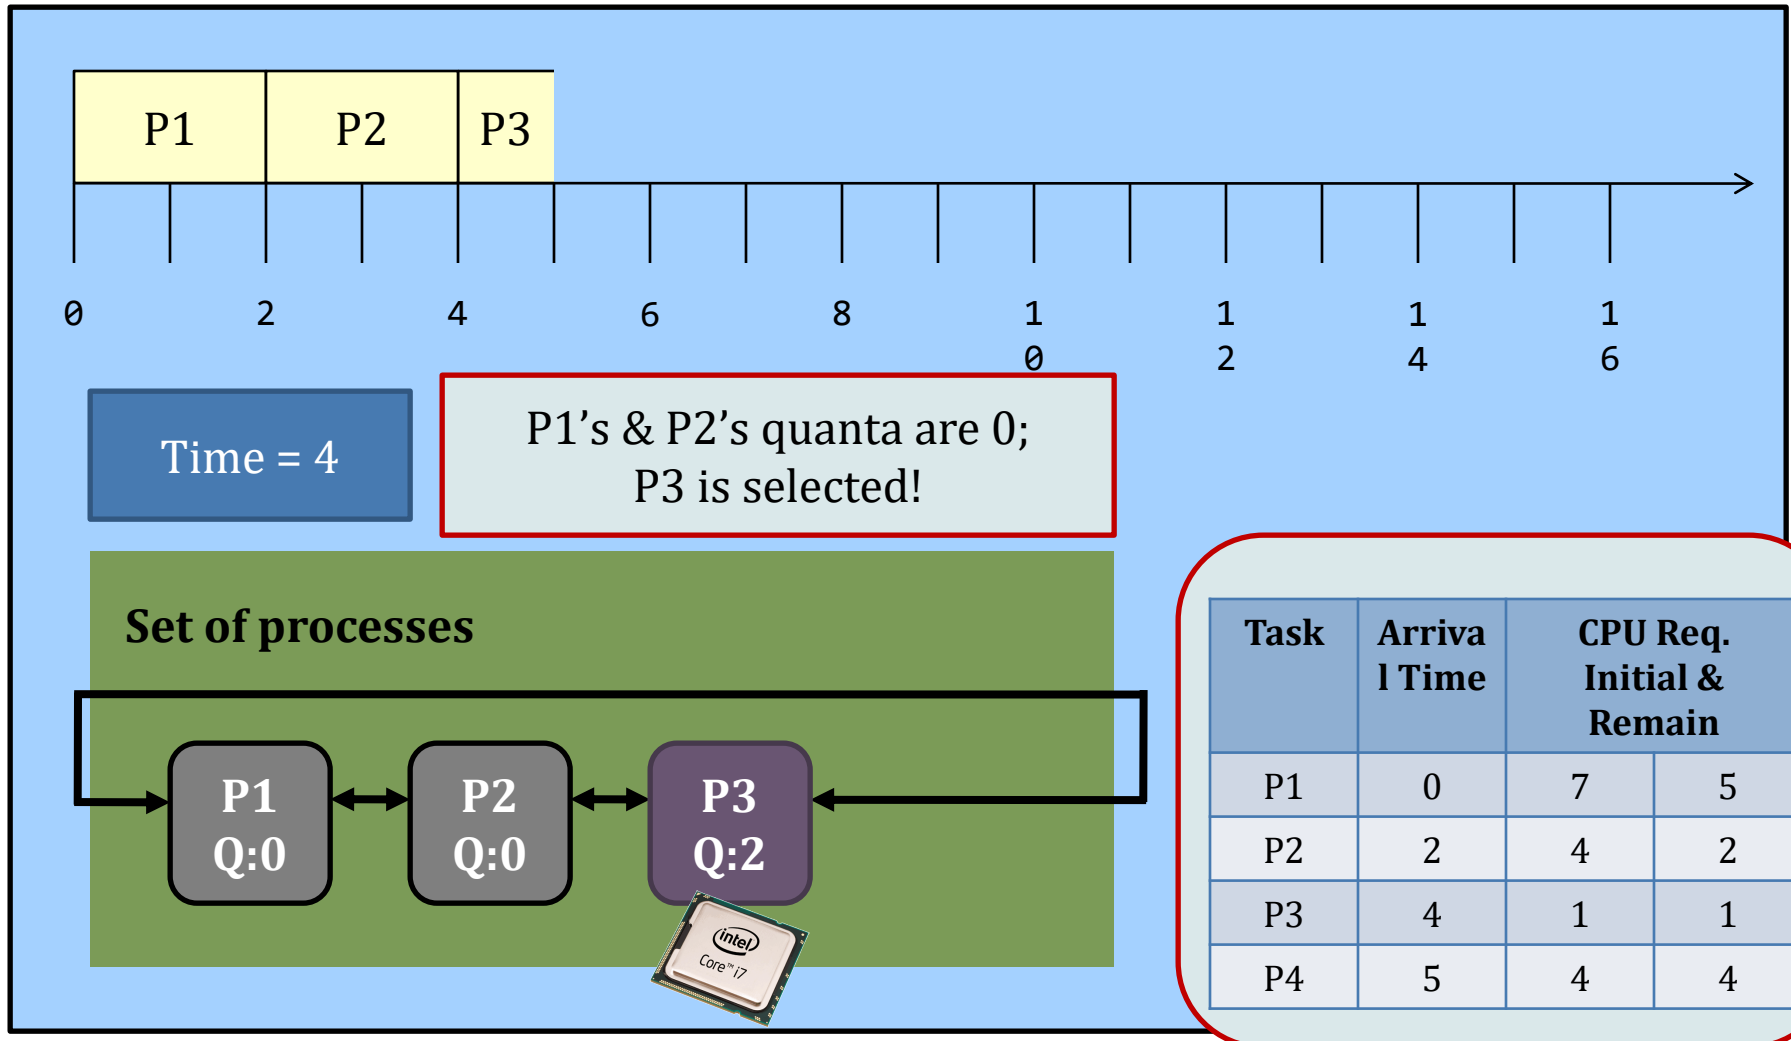 P1 P2 P3
0 2 4 6 8 1 1 1 1
0 2 4 6
Time = 4
P1’s & P2’s quanta are 0;
P3 is selected!
Set of processes
P1 P2 P3
Q:0 Q:0 Q:2
intel
Core™ i7
Task Arriva CPU Req.
l Time Initial &
Remain
P1 0 7 5
P2 2 4 2
P3 4 1 1
P4 5 4 4